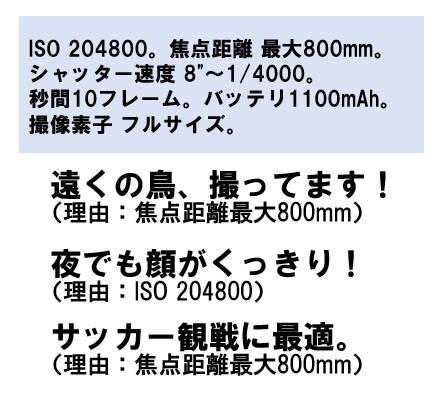 ISO 204800。焦点距離 最大800mm。
シャッター速度 8”～1/4000。
秒間10フレーム。バッテリ1100mAh。
撮像素子 フルサイズ。
遠くの鳥、撮ってます！
（理由：焦点距離最大800mm）
夜でも顔がくっきり！
（理由：ISO 204800）
サッカー観戦に最適。
（理由：焦点距離最大800mm）